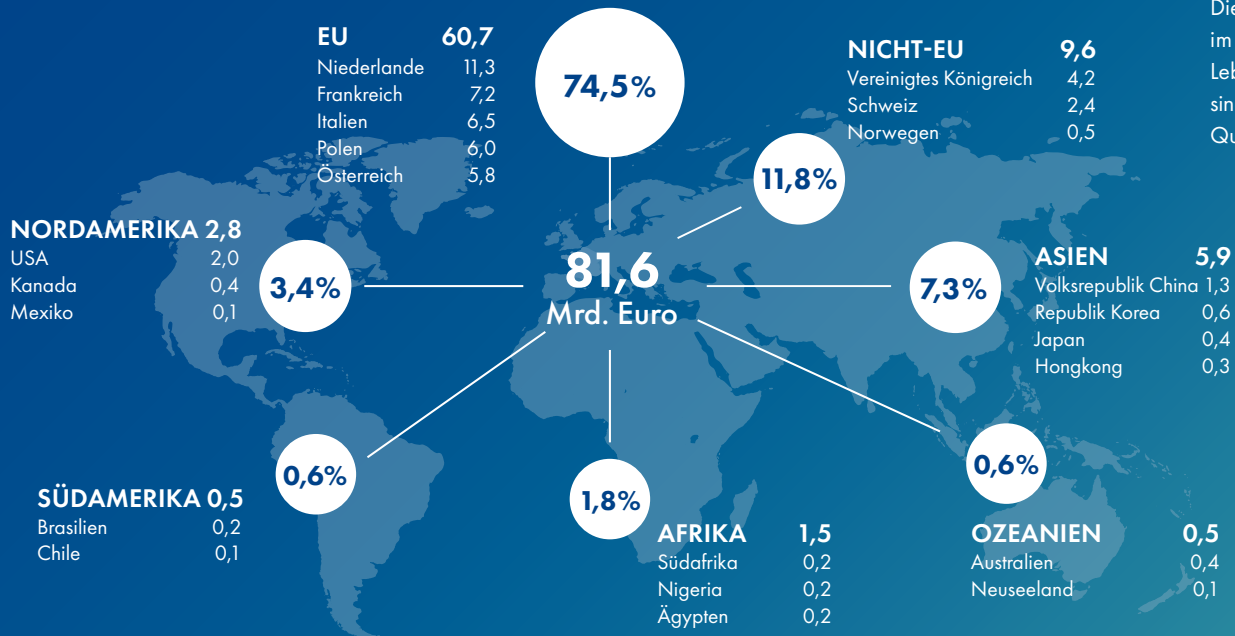 EU 60,7
Niederlande 11,3
Frankreich 7,2
Italien 6,5
Polen 6,0
Österreich 5,8
74,5%
NICHT-EU 9,6
Vereinigtes Königreich 4,2
Schweiz 2,4
Norwegen 0,5
11,8%
Die
im
NORDAMERIKA 2,8
USA 2,0
Kanada 0,4
Mexiko 0,1
3,4%
81,6
Mrd. Euro
7,3%
ASIEN 5,9
Volksrepublik China 1,3
Republik Korea 0,6
Japan 0,4
Hongkong 0,3
SÜDAMERIKA 0,5
Brasilien 0,2
Chile 0,1
0,6%
1,8%
AFRIKA 1,5
Südafrika 0,2
Nigeria 0,2
Ägypten 0,2
0,6%
OZEANIEN 0,5
Australien 0,4
Neuseeland 0,1